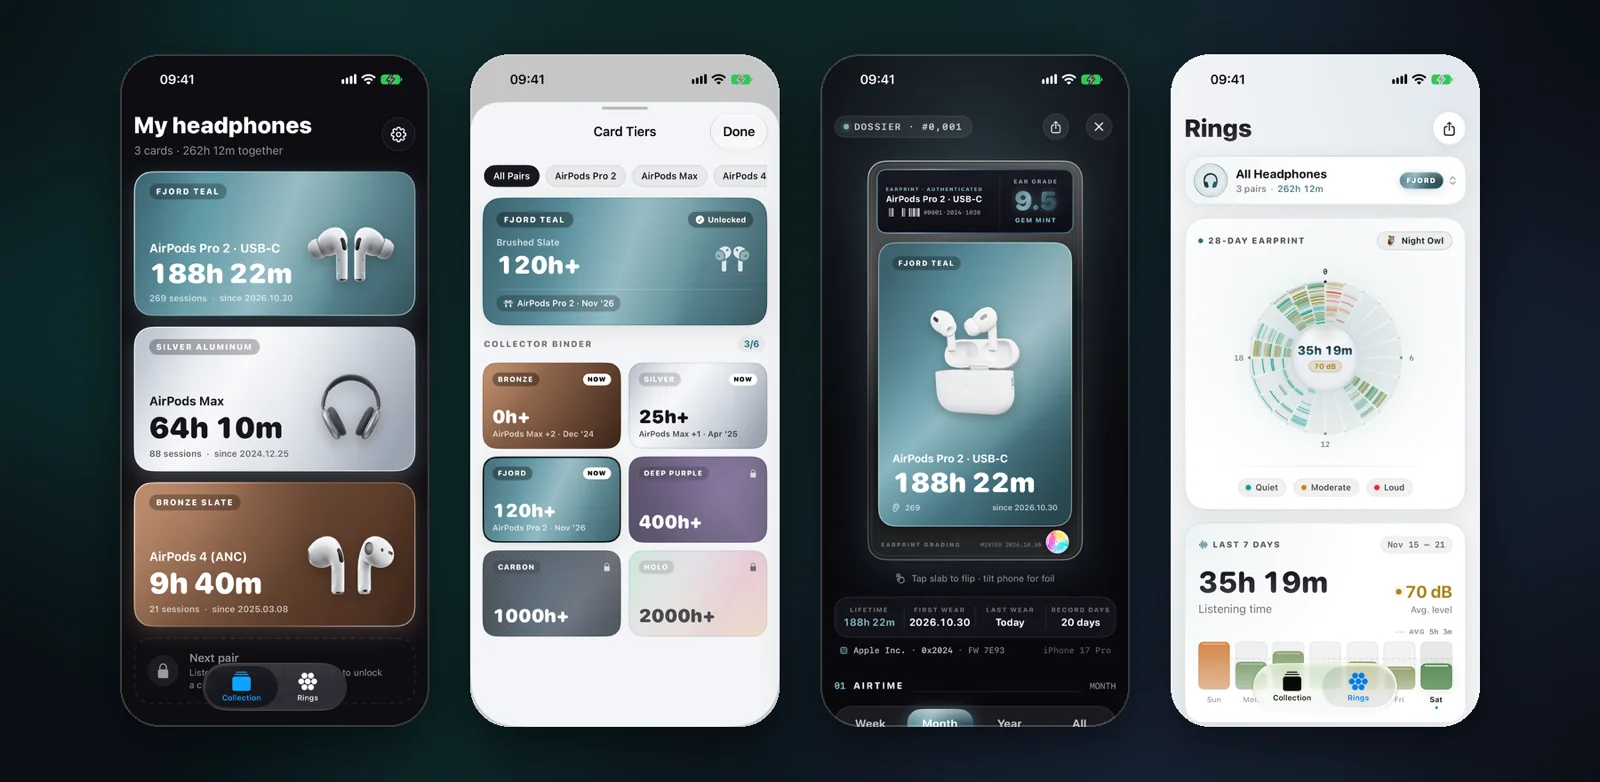 09:41
My headphones
3 cards · 262h 12m together
FJORD TEAL
AirPods Pro 2 · USB-C
188h 22m
269 sessions · since 2026.10.30
SILVER ALUMINUM
AirPods Max
64h 10m
88 sessions · since 2024.12.25
BRONZE SLATE
AirPods 4 (ANC)
9h 40m
21 sessions · since 2025.03.08
Next pair
to unlock
Collection
Rings
09:41
Card Tiers
Done
All Pairs
AirPods Pro 2
AirPods Max
AirPods 4
FJORD TEAL
Unlocked
Brushed Slate
120h+
AirPods Pro 2 · Nov '26
COLLECTOR BINDER
3/6
BRONZE
NOW
0h+
AirPods Max +2 · Dec '24
SILVER
NOW
25h+
AirPods Max +1 · Apr '25
FJORD
NOW
120h+
AirPods Pro 2 · Nov '26
DEEP PURPLE
400h+
CARBON
1000h+
HOLO
2000h+
09:41
DOSSIER · #0,001
EARPRINT · AUTHENTICATED
AirPods Pro 2 · USB-C
#0001·2024·1030
EAR GRADE
9.5
GEM MINT
FJORD TEAL
AirPods Pro 2 · USB-C
188h 22m
269
since 2026.10.30
EARPRINT GRADING
MINTED 2026.10.30
Tap slab to flip · tilt phone for foil
LIFETIME
188h 22m
FIRST WEAR
2026.10.30
LAST WEAR
Today
RECORD DAYS
20 days
Apple Inc. · 0x2024 · FW 7E93
iPhone 17 Pro
01 AIRTIME
MONTH
Week
Month
Year
All
09:41
Rings
All Headphones
3 pairs · 262h 12m
FJORD
28-DAY EARPRINT
Night Owl
0
6
12
18
35h 19m
70 dB
Quiet
Moderate
Loud
LAST 7 DAYS
Nov 15 – 21
35h 19m
Listening time
70 dB
Avg. level
AVG 5h 3m
Sun
Fri
Sat
Collection
Rings